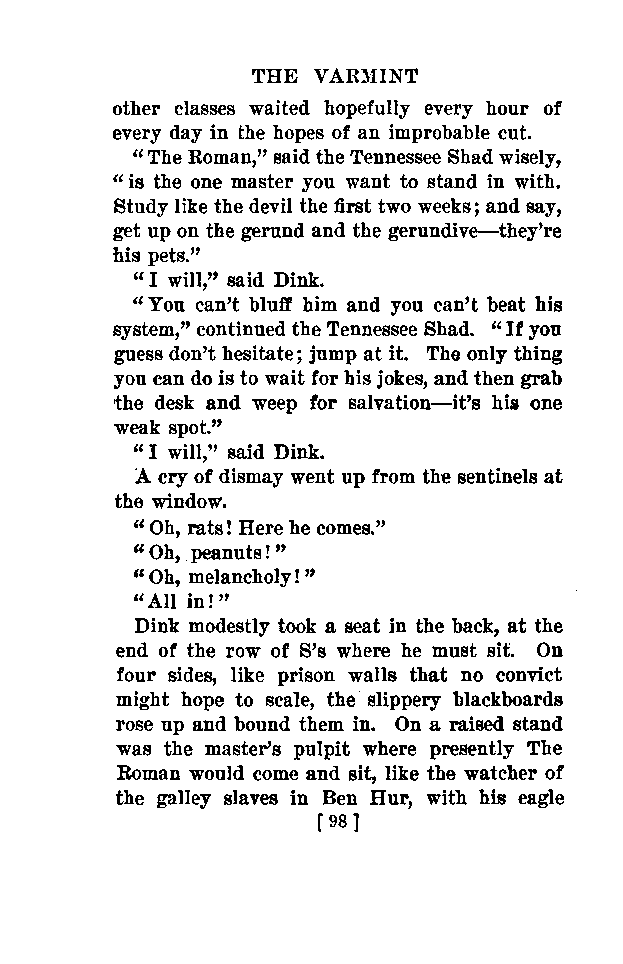 THE VARMINT
other classes waited hopefully every hour of
every day in the hopes of an improbable cut.
“The Roman,” said the Tennessee Shad wisely,
“is the one master you want to stand in with.
Study like the devil the first two weeks; and say,
get up on the gerund and the gerundive—they're
his pets.”
“I will,” said Dink.
“You can't bluff him and you can't beat his
system,” continued the Tennessee Shad. “If you
guess don't hesitate; jump at it. The only thing
you can do is to wait for his jokes, and then grab
the desk and weep for salvation—it's his one
weak spot.”
“I will,” said Dink.
A cry of dismay went up from the sentinels at
the window.
“Oh, rats! Here he comes.”
“Oh, peanuts!”
“Oh, melancholy!”
“All in!”
Dink modestly took a seat in the back, at the
end of the row of S's where he must sit. On
four sides, like prison walls that no convict
might hope to scale, the slippery blackboards
rose up and bound them in. On a raised stand
was the master's pulpit where presently The
Roman would come and sit, like the watcher of
the galley slaves in Ben Hur, with his eagle
[98]